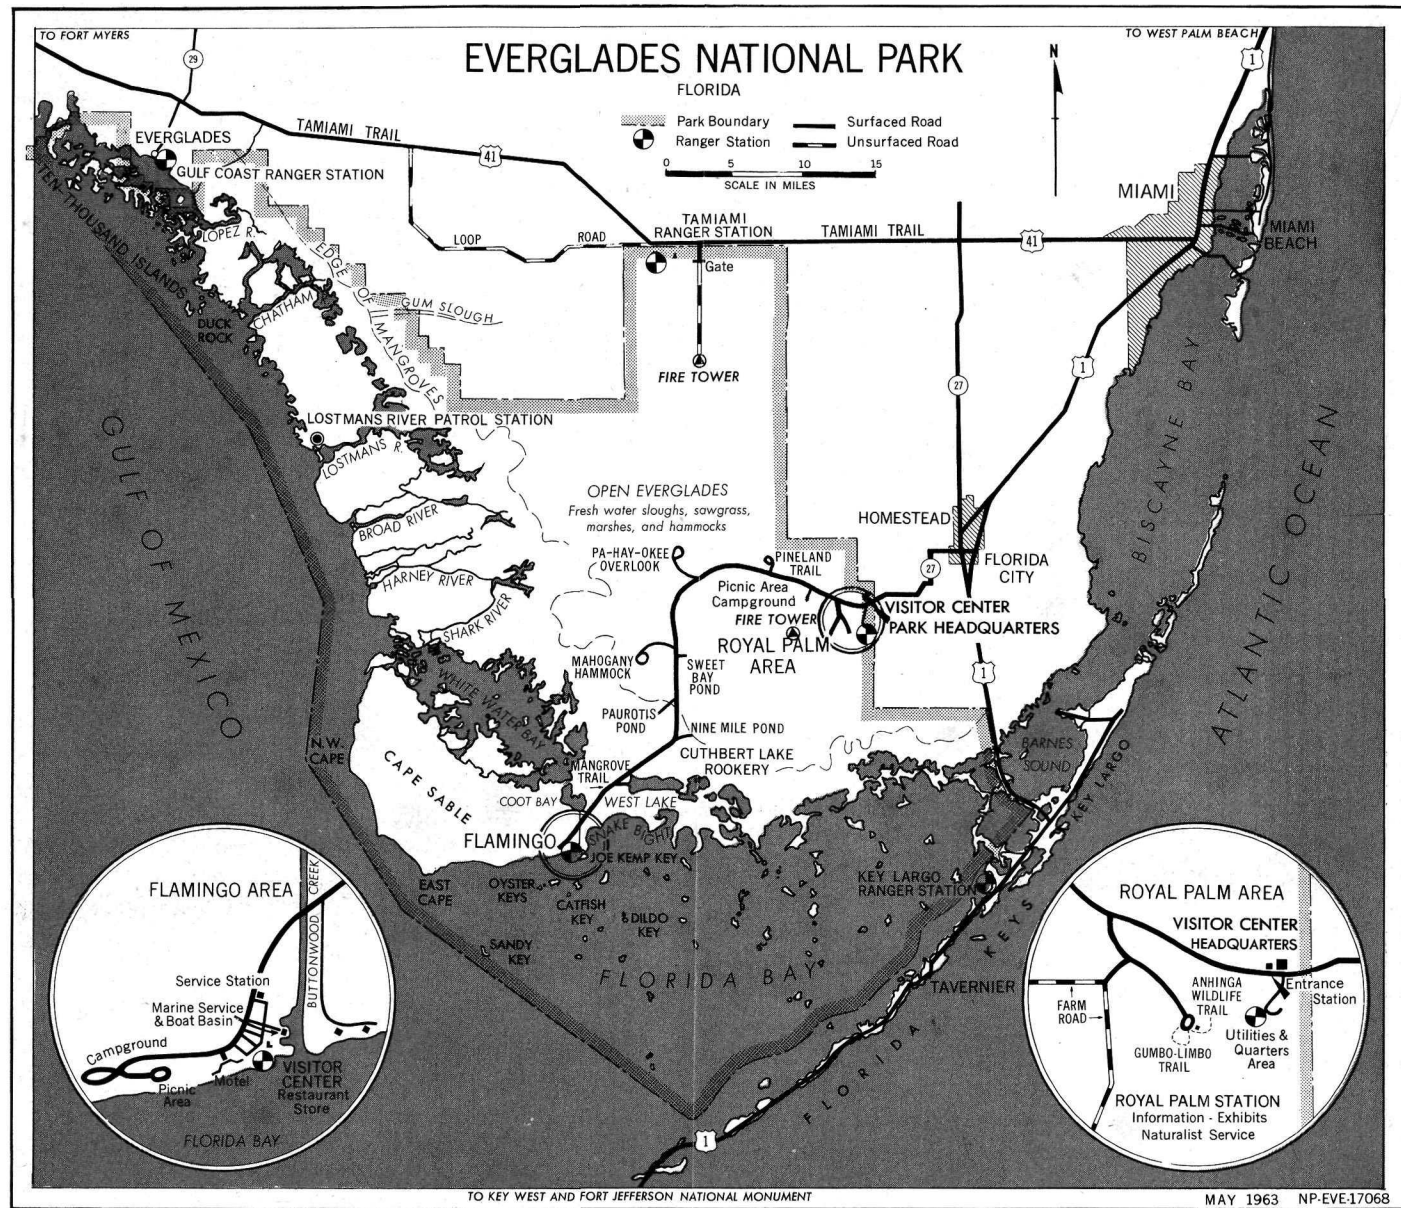 TO FORT MYERS
TO WEST PALM BEACH
EVERGLADES NATIONAL PARK
FLORIDA
N
Park Boundary
Surfaced Road
Ranger Station
Unsurfaced Road
0 5 10 15
SCALE IN MILES
29
1
EVERGLADES
TAMIAMI TRAIL
41
GULF COAST RANGER STATION
MIAMI
TEN THOUSAND ISLANDS
LOPEZ R.
EDGE OF MANGROVES
LOOP
ROAD
TAMIAMI
RANGER STATION
TAMIAMI TRAIL
41
MIAMI
BEACH
Gate
CHATHAM R.
GUM SLOUGH
DUCK
ROCK
FIRE TOWER
27
1
BISCAYNE BAY
ATLANTIC OCEAN
GULF OF MEXICO
LOSTMANS RIVER PATROL STATION
LOSTMANS R.
OPEN EVERGLADES
Fresh water sloughs, sawgrass,
marshes, and hammocks
BROAD RIVER
HOMESTEAD
PA-HAY-OKEE
OVERLOOK
PINELAND
TRAIL
27
FLORIDA
CITY
HARNEY RIVER
Picnic Area
Campground
VISITOR CENTER
PARK HEADQUARTERS
FIRE TOWER
SHARK RIVER
ROYAL PALM
AREA
MAHOGANY
HAMMOCK
SWEET
BAY
POND
1
WHITE WATER BAY
PAUROTIS
POND
NINE MILE POND
N.W.
CAPE
CAPE SABLE
CUTHBERT LAKE
ROOKERY
BARNES
SOUND
MANGROVE
TRAIL
KEY LARGO
COOT BAY
WEST LAKE
FLAMINGO
SNAKE BIGHT
JOE KEMP KEY
EAST
CAPE
OYSTER
KEYS
CATFISH
KEY
DILDO
KEY
KEY LARGO
RANGER STATION
SANDY
KEY
FLORIDA BAY
TAVERNIER
FLORIDA KEYS
1
FLAMINGO AREA
BUTTONWOOD CREEK
Service Station
Marine Service
& Boat Basin
Campground
Picnic
Area
Motel
VISITOR
CENTER
Restaurant
Store
FLORIDA BAY
ROYAL PALM AREA
VISITOR CENTER
HEADQUARTERS
ANHINGA
WILDLIFE
TRAIL
Entrance
Station
FARM
ROAD
GUMBO-LIMBO
TRAIL
Utilities &
Quarters
Area
ROYAL PALM STATION
Information - Exhibits
Naturalist Service
TO KEY WEST AND FORT JEFFERSON NATIONAL MONUMENT
MAY 1963 NP-EVE-17068